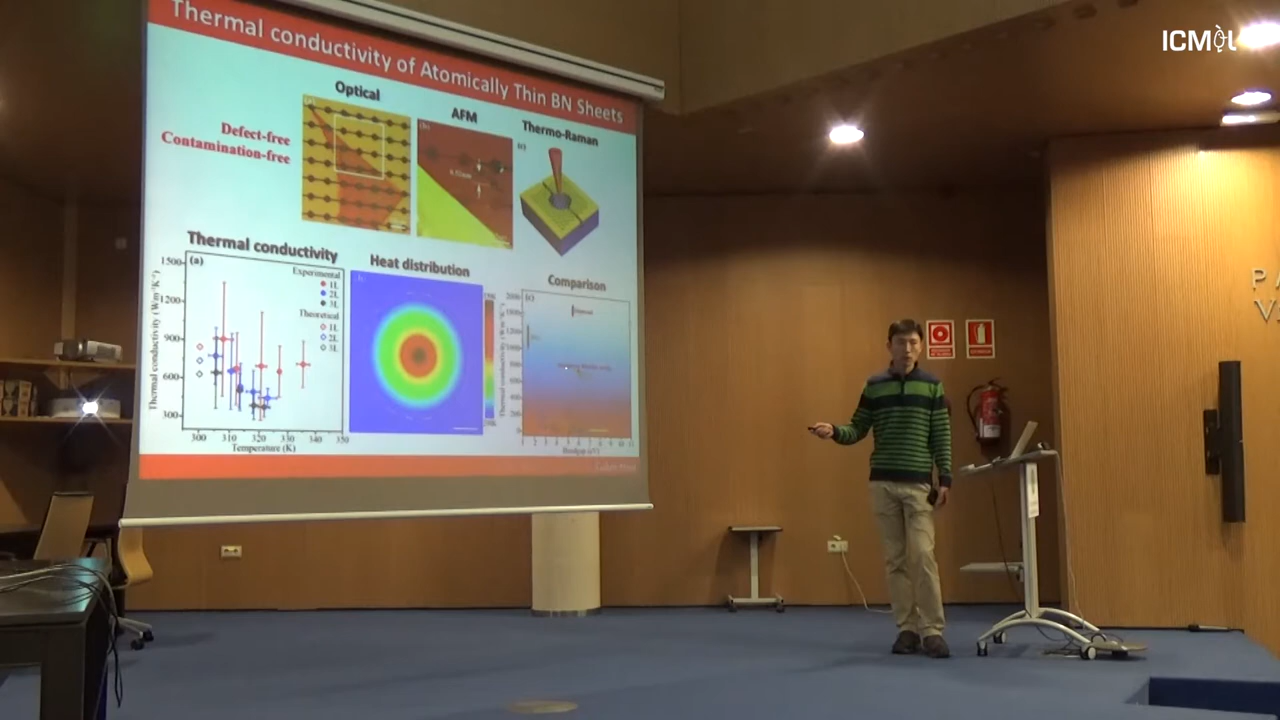 ICMOL
Thermal conductivity of Atomically Thin BN Sheets
Optical
AFM
Thermo-Raman
Defect-free
Contamination-free
Thermal conductivity
Heat distribution
Comparison
(a)
Experimental
1L
2L
3L
Theoretical
1L
2L
3L
1500
1200
900
600
300
Thermal conductivity (Wm⁻¹K⁻¹)
300 310 320 330 340 350
Temperature (K)
(c)
Bandgap (eV)